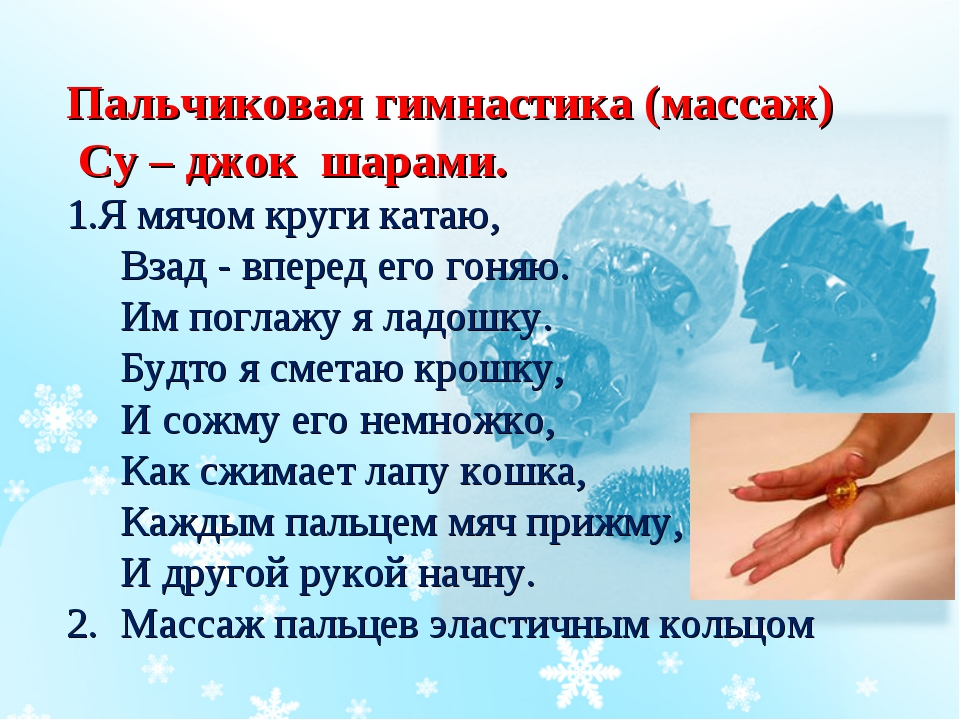 Пальчиковая гимнастика (массаж)
Су – джок шарами.
1.Я мячом круги катаю,
Взад - вперед его гоняю.
Им поглажу я ладошку.
Будто я сметаю крошку,
И сожму его немножко,
Как сжимает лапу кошка,
Каждым пальцем мяч прижму,
И другой рукой начну.
2. Массаж пальцев эластичным кольцом